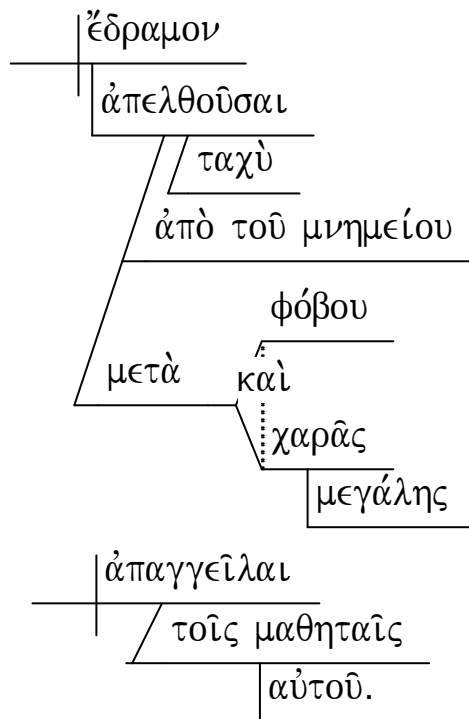 ἔδραμον
ἀπελθοῦσαι
ταχὺ
ἀπὸ τοῦ μνημείου
φόβου
μετὰ
καὶ
χαρᾶς
μεγάλης
ἀπαγγεῖλαι
τοῖς μαθηταῖς
αὐτοῦ.